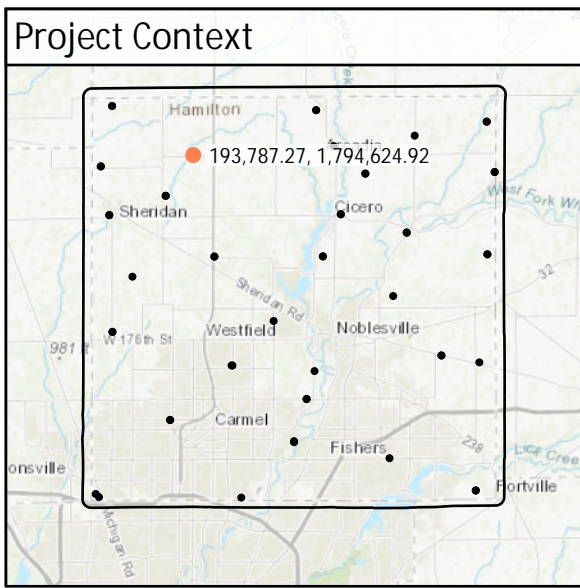 Project Context
Hamilton
193,787.27, 1,794,624.92
West Fork
Sheridan
Cicero
32
Sheridan Rd
Westfield
Noblesville
W 176th St
981 ft
Carmel
Fishers
238
Lick Cree
onsville
Fortville
Michigan Rd